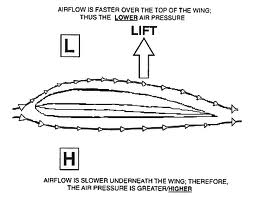 AIRFLOW IS FASTER OVER THE TOP OF THE WING;
THUS THE LOWER AIR PRESSURE
LIFT
L
H
AIRFLOW IS SLOWER UNDERNEATH THE WING; THEREFORE,
THE AIR PRESSURE IS GREATER/HIGHER